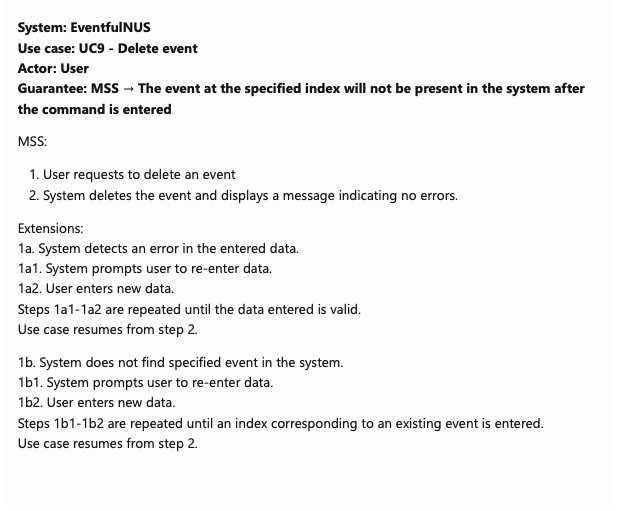 System: EventfulNUS
Use case: UC9 - Delete event
Actor: User
Guarantee: MSS → The event at the specified index will not be present in the system after
the command is entered
MSS:
1. User requests to delete an event
2. System deletes the event and displays a message indicating no errors.
Extensions:
1a. System detects an error in the entered data.
1a1. System prompts user to re-enter data.
1a2. User enters new data.
Steps 1a1-1a2 are repeated until the data entered is valid.
Use case resumes from step 2.
1b. System does not find specified event in the system.
1b1. System prompts user to re-enter data.
1b2. User enters new data.
Steps 1b1-1b2 are repeated until an index corresponding to an existing event is entered.
Use case resumes from step 2.